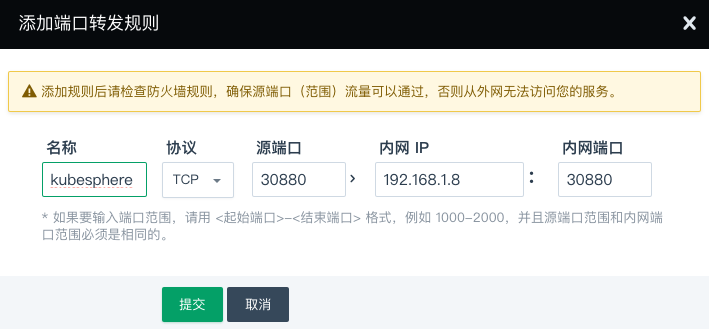 添加端口转发规则
添加规则后请检查防火墙规则，确保源端口（范围）流量可以通过，否则从外网无法访问您的服务。
名称 协议 源端口 内网 IP 内网端口
kubesphere TCP 30880 › 192.168.1.8 : 30880
* 如果要输入端口范围，请用 <起始端口>-<结束端口> 格式，例如 1000-2000，并且源端口范围和内网端
口范围必须是相同的。
提交 取消